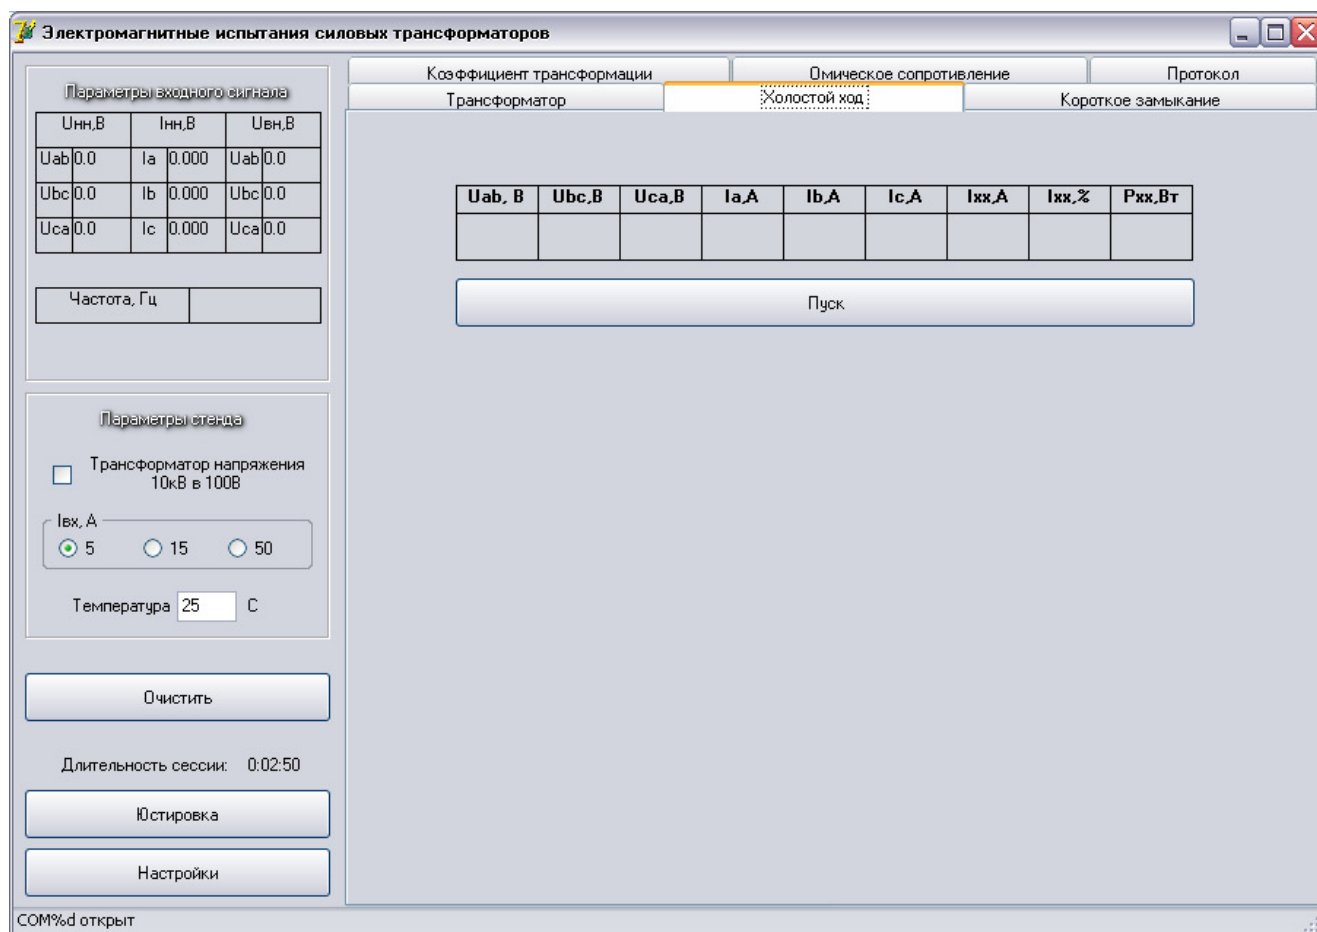 Электромагнитные испытания силовых трансформаторов
Параметры входного сигнала
Uнн,В Iнн,В Uвн,В
Uab 0.0 Ia 0.000 Uab 0.0
Ubc 0.0 Ib 0.000 Ubc 0.0
Uca 0.0 Ic 0.000 Uca 0.0
Частота, Гц
Параметры стенда
Трансформатор напряжения
10кВ в 100В
Iвх, А
5 15 50
Температура 25 С
Очистить
Длительность сессии: 0:02:50
Юстировка
Настройки
Коэффициент трансформации Омическое сопротивление Протокол
Трансформатор Холостой ход Короткое замыкание
Uab, В Ubc,В Uca,В Ia,А Ib,А Ic,А Ixx,А Ixx,% Pxx,Вт
Пуск
COM%d открыт